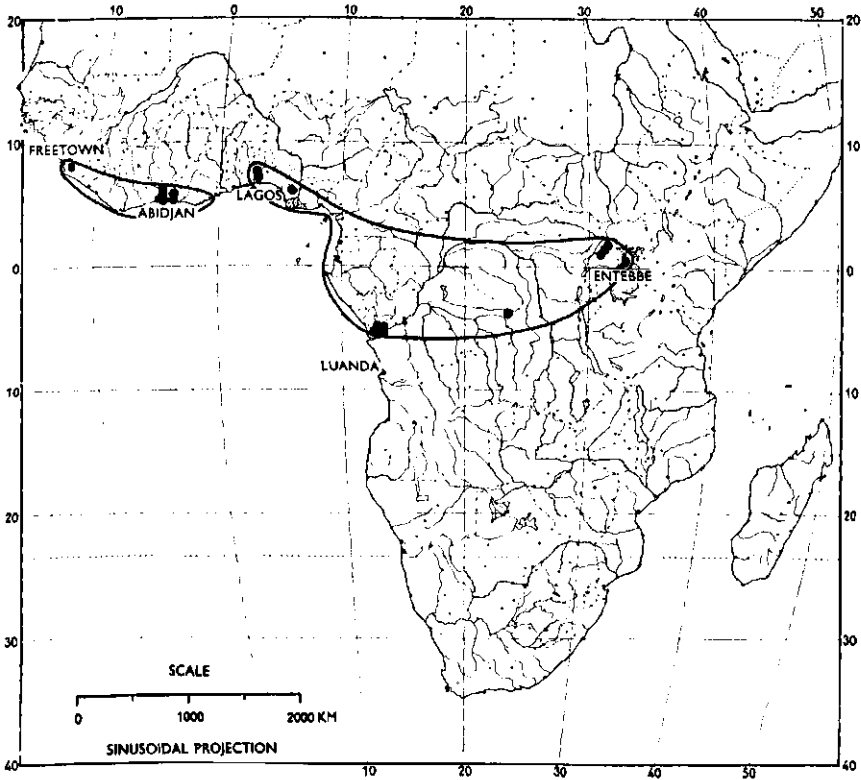 20 10 0 10 20 30 40 50
20 20
10 10
FREETOWN
LAGOS
ABIDJAN
0 0
ENTEBBE
LUANDA
10 10
20 20
30 30
SCALE
0 1000 2000 KM
SINUSOIDAL PROJECTION
40 40
10 20 30 40 50